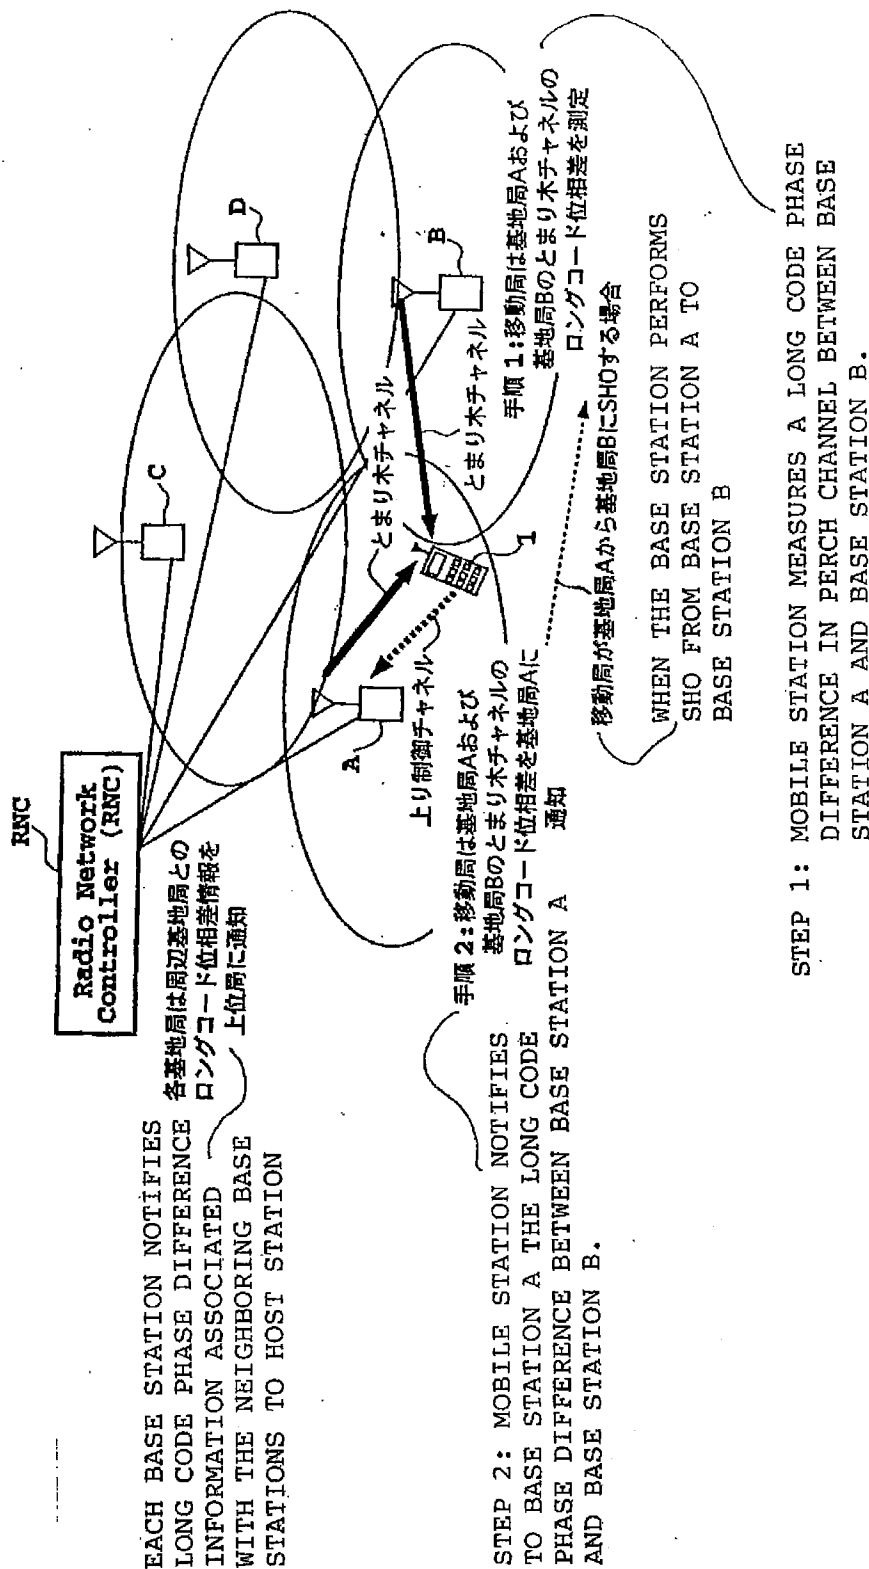 RNC
Radio Network
Controller (RNC)
各基地局は周辺基地局との
ロングコード位相差情報を
上位局に通知
EACH BASE STATION NOTIFIES
LONG CODE PHASE DIFFERENCE
INFORMATION ASSOCIATED
WITH THE NEIGHBORING BASE
STATIONS TO HOST STATION
C
D
A
B
1
とまり木チャネル
とまり木チャネル
上り制御チャネル
手順1:移動局は基地局Aおよび
基地局Bのとまり木チャネルの
ロングコード位相差を測定
手順2:移動局は基地局Aおよび
基地局Bのとまり木チャネルの
ロングコード位相差を基地局Aに
通知
移動局が基地局Aから基地局BにSHOする場合
WHEN THE BASE STATION PERFORMS
SHO FROM BASE STATION A TO
BASE STATION B
STEP 2: MOBILE STATION NOTIFIES
TO BASE STATION A THE LONG CODE
PHASE DIFFERENCE BETWEEN BASE STATION A
AND BASE STATION B.
STEP 1: MOBILE STATION MEASURES A LONG CODE PHASE
DIFFERENCE IN PERCH CHANNEL BETWEEN BASE
STATION A AND BASE STATION B.